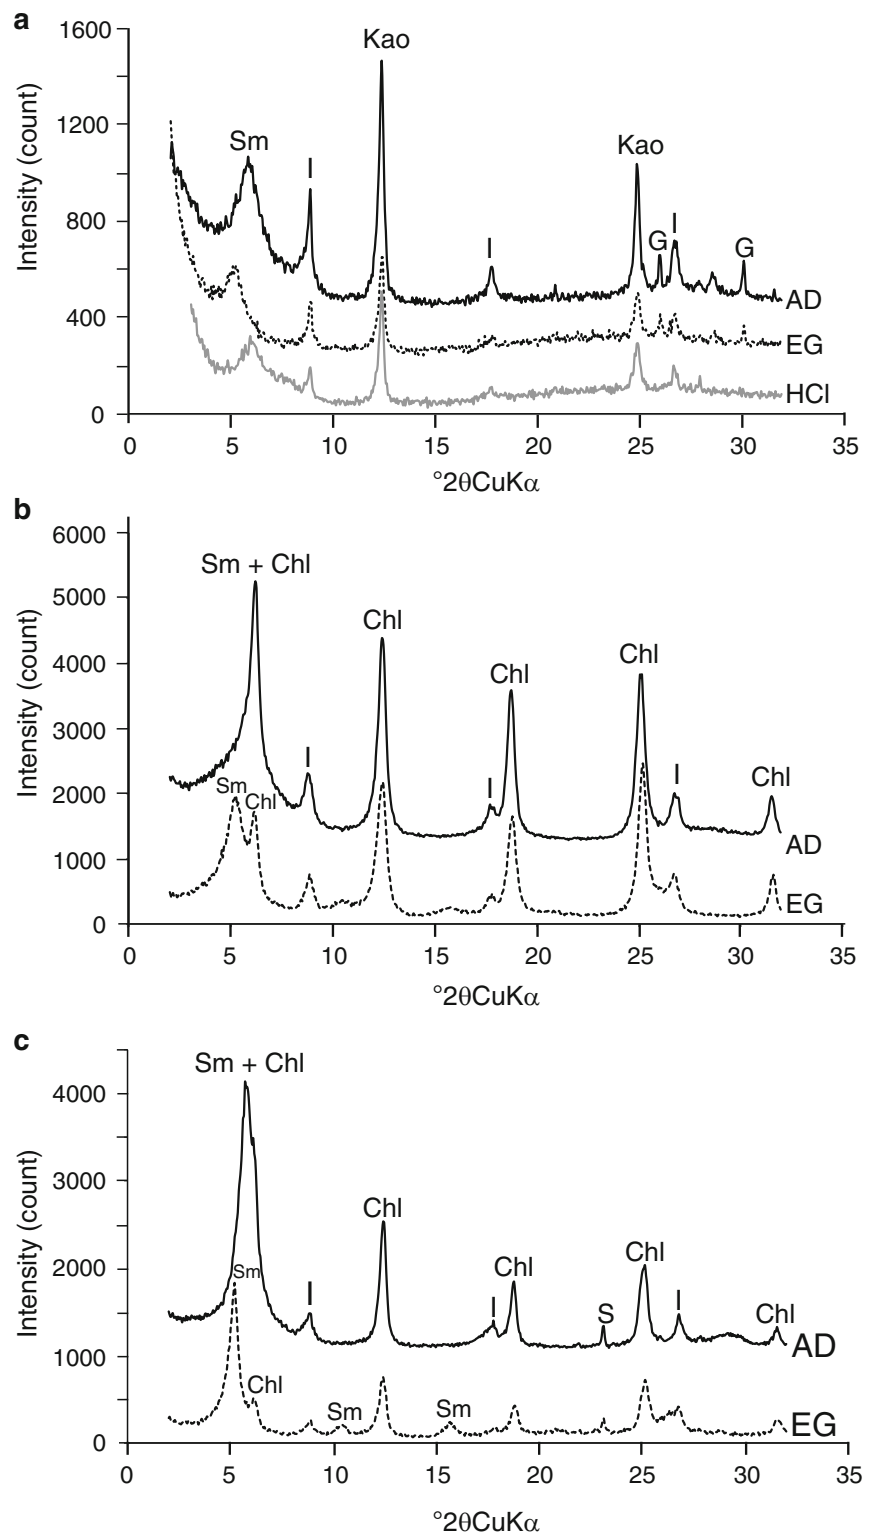 a
1600
1200
800
400
0
Intensity (count)
Sm
I
Kao
I
Kao
G
I
G
AD
EG
HCl
0 5 10 15 20 25 30 35
°2θCuKα
b
6000
5000
4000
3000
2000
1000
0
Intensity (count)
Sm + Chl
I
Chl
I
Chl
Chl
I
Chl
AD
Sm
Chl
EG
0 5 10 15 20 25 30 35
°2θCuKα
c
4000
3000
2000
1000
0
Intensity (count)
Sm + Chl
I
Chl
I
Chl
S
Chl
I
Chl
AD
Sm
Chl
Sm
Sm
EG
0 5 10 15 20 25 30 35
°2θCuKα